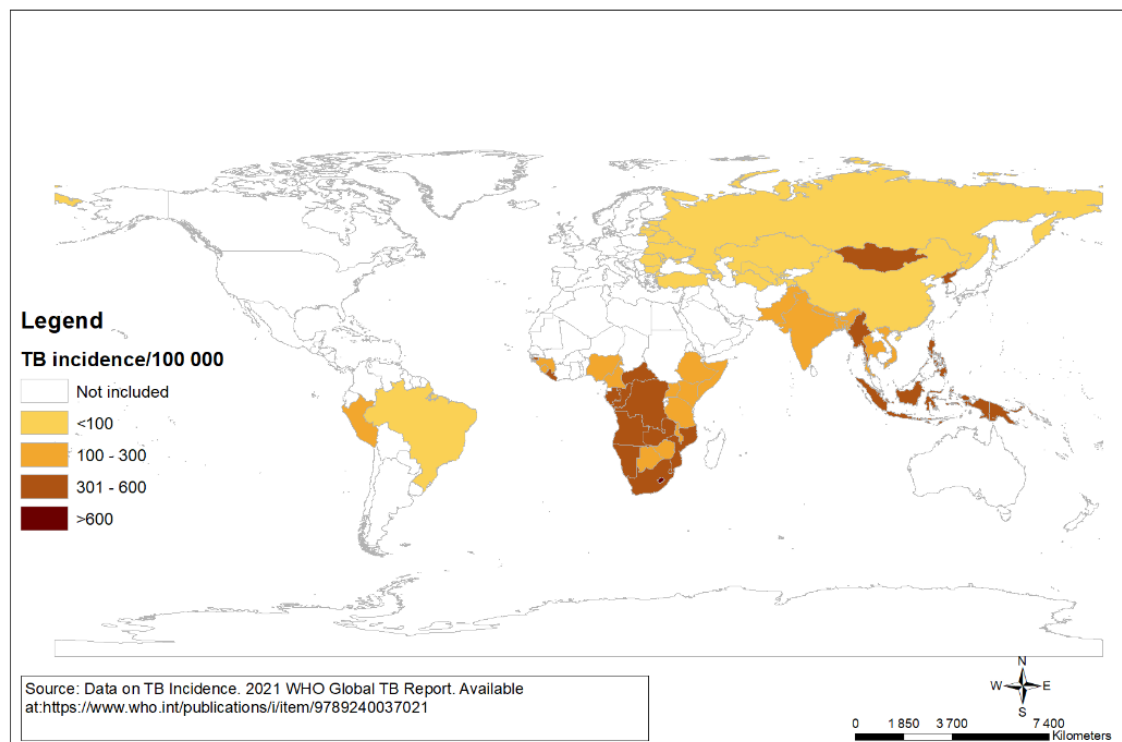 Legend
TB incidence/100 000
Not included
<100
100 - 300
301 - 600
>600
Source: Data on TB Incidence. 2021 WHO Global TB Report. Available
at:https://www.who.int/publications/i/item/9789240037021
N
W E
S
0 1 850 3 700 7 400
Kilometers